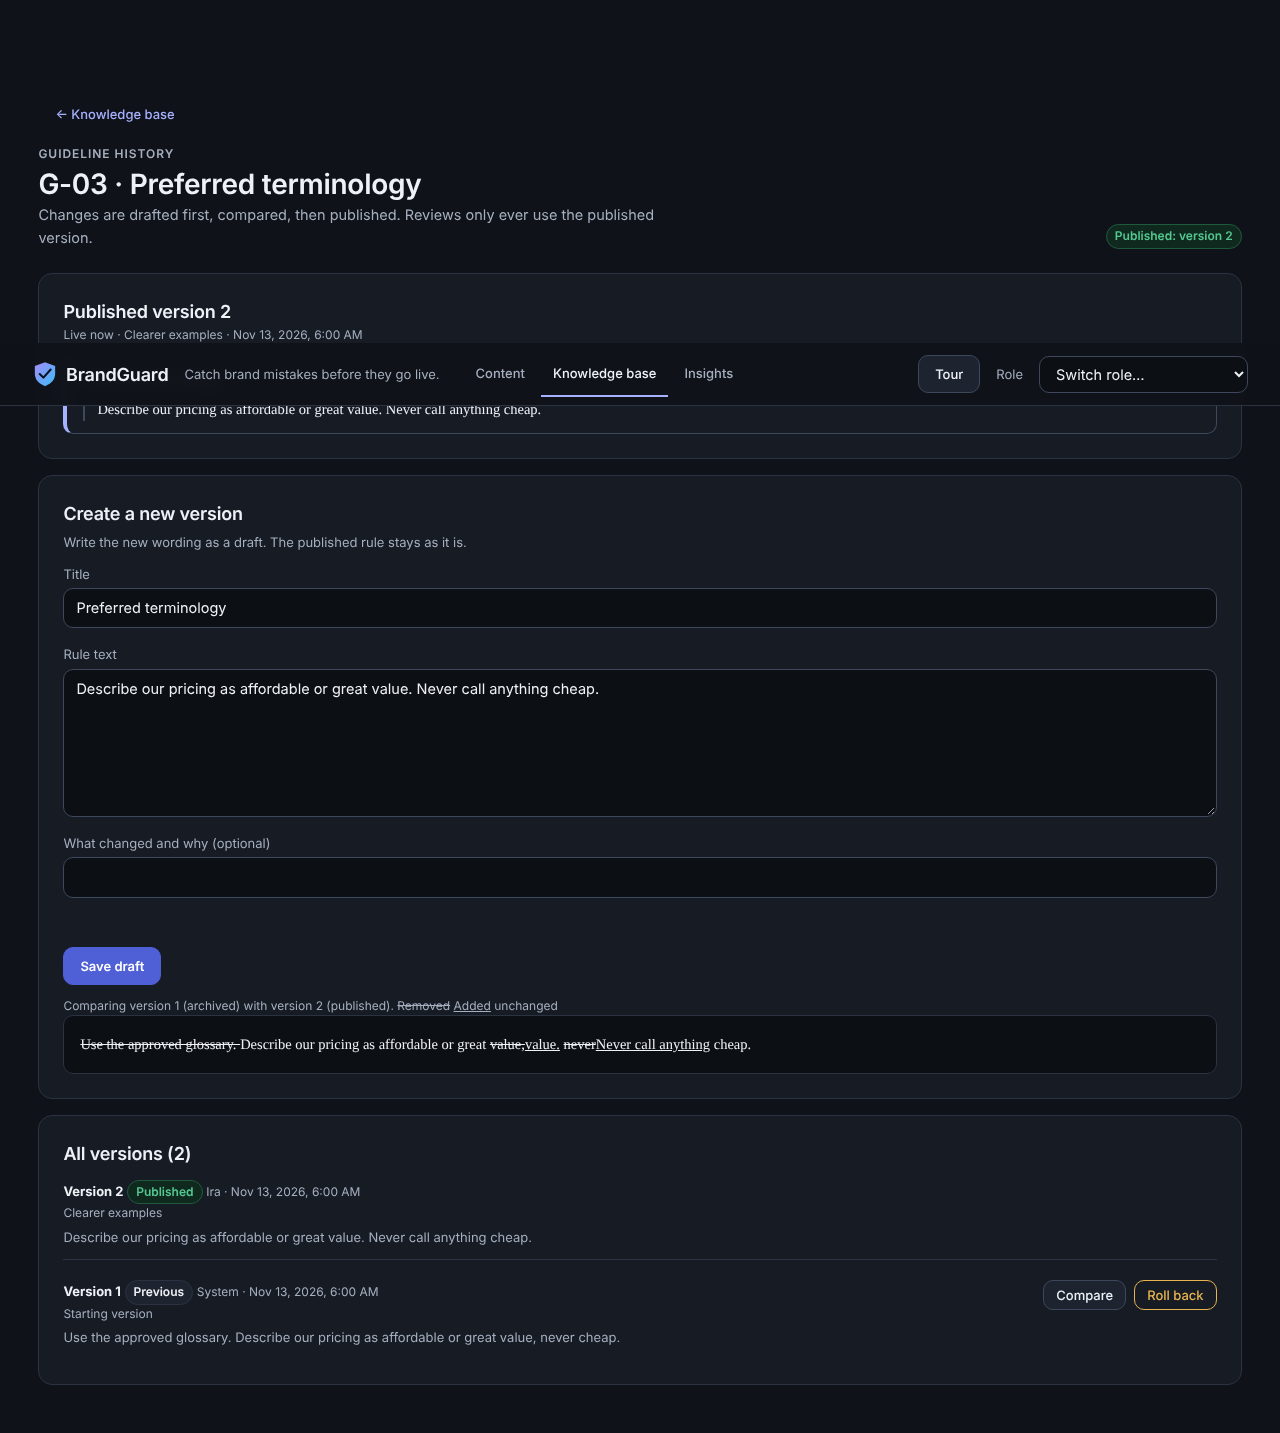 ← Knowledge base
GUIDELINE HISTORY
G-03 · Preferred terminology
Changes are drafted first, compared, then published. Reviews only ever use the published
version.
Published: version 2
Published version 2
Live now · Clearer examples · Nov 13, 2026, 6:00 AM
BrandGuard
Catch brand mistakes before they go live.
Content
Knowledge base
Insights
Tour
Role
Switch role...
Describe our pricing as affordable or great value. Never call anything cheap.
Create a new version
Write the new wording as a draft. The published rule stays as it is.
Title
Preferred terminology
Rule text
Describe our pricing as affordable or great value. Never call anything cheap.
What changed and why (optional)
Save draft
Comparing version 1 (archived) with version 2 (published). Removed Added unchanged
Use the approved glossary. Describe our pricing as affordable or great value,value. neverNever call anything cheap.
All versions (2)
Version 2 Published Ira · Nov 13, 2026, 6:00 AM
Clearer examples
Describe our pricing as affordable or great value. Never call anything cheap.
Version 1 Previous System · Nov 13, 2026, 6:00 AM
Compare
Roll back
Starting version
Use the approved glossary. Describe our pricing as affordable or great value, never cheap.